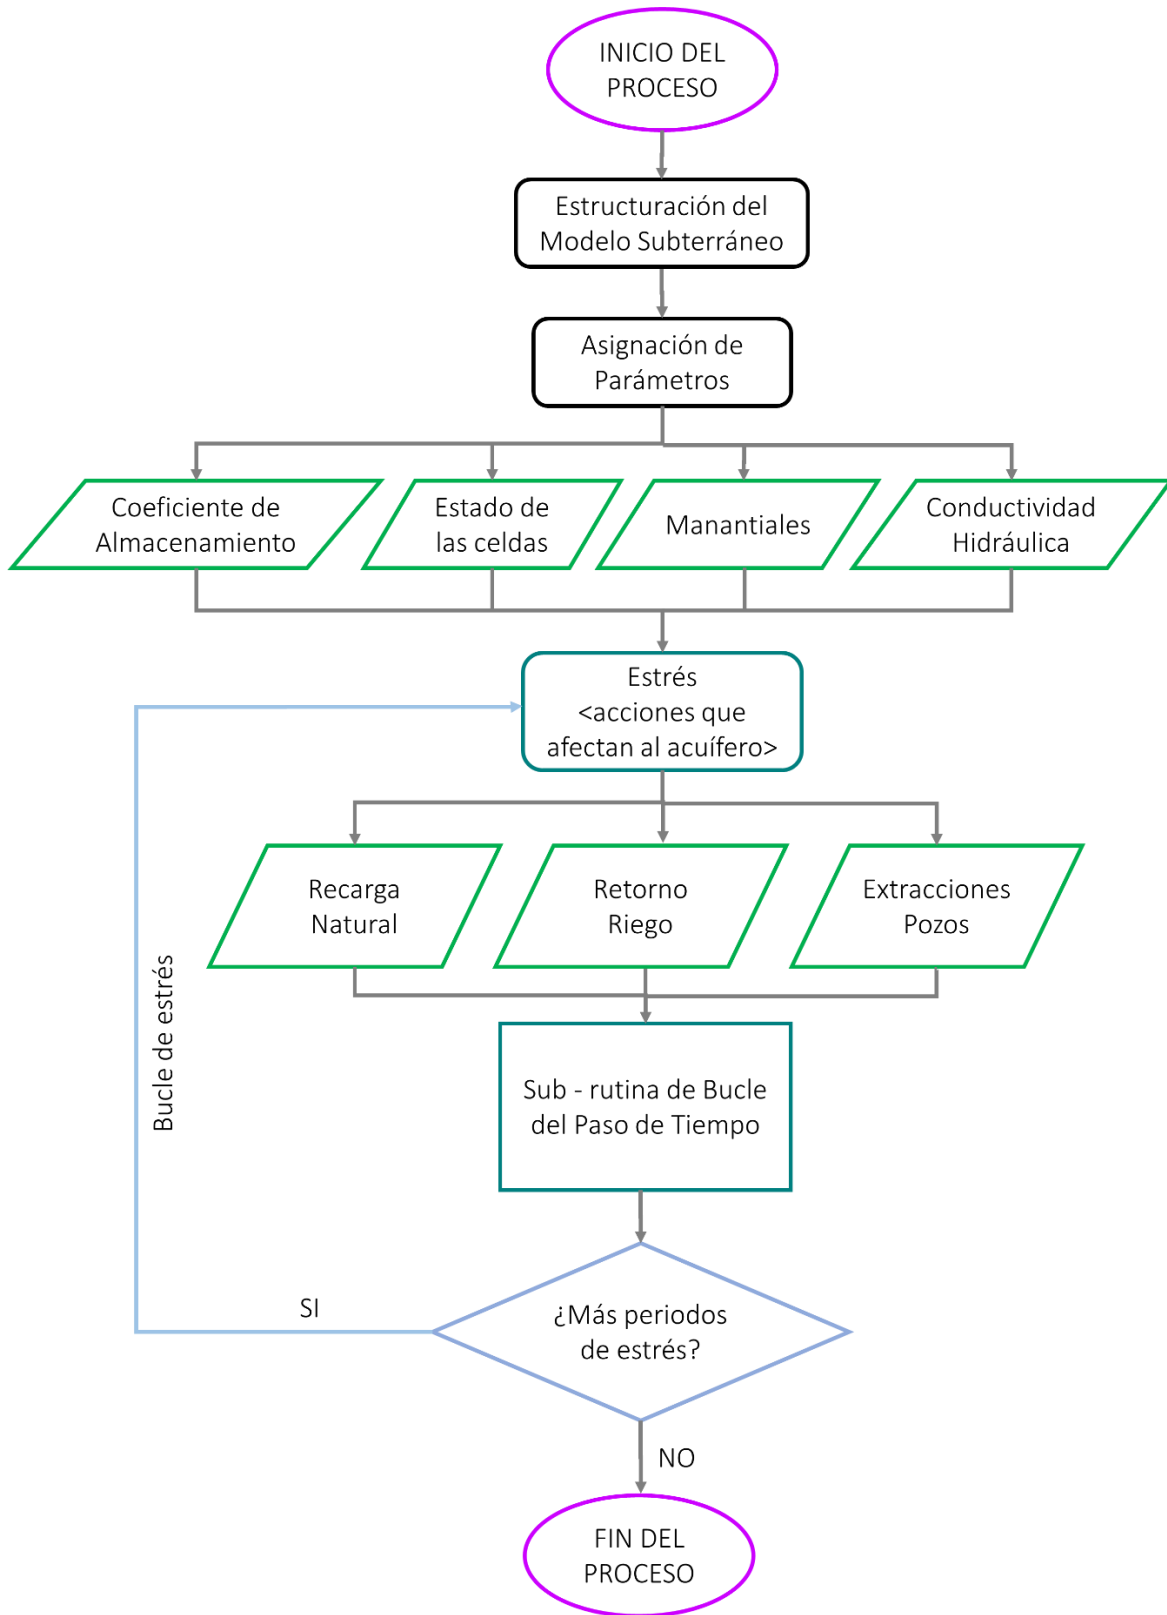 INICIO DEL
PROCESO
Estructuración del
Modelo Subterráneo
Asignación de
Parámetros
Coeficiente de
Almacenamiento
Estado de
las celdas
Manantiales
Conductividad
Hidráulica
Estrés
<acciones que
afectan al acuífero>
Recarga
Natural
Retorno
Riego
Extracciones
Pozos
Bucle de estrés
Sub - rutina de Bucle
del Paso de Tiempo
SI
¿Más periodos
de estrés?
NO
FIN DEL
PROCESO